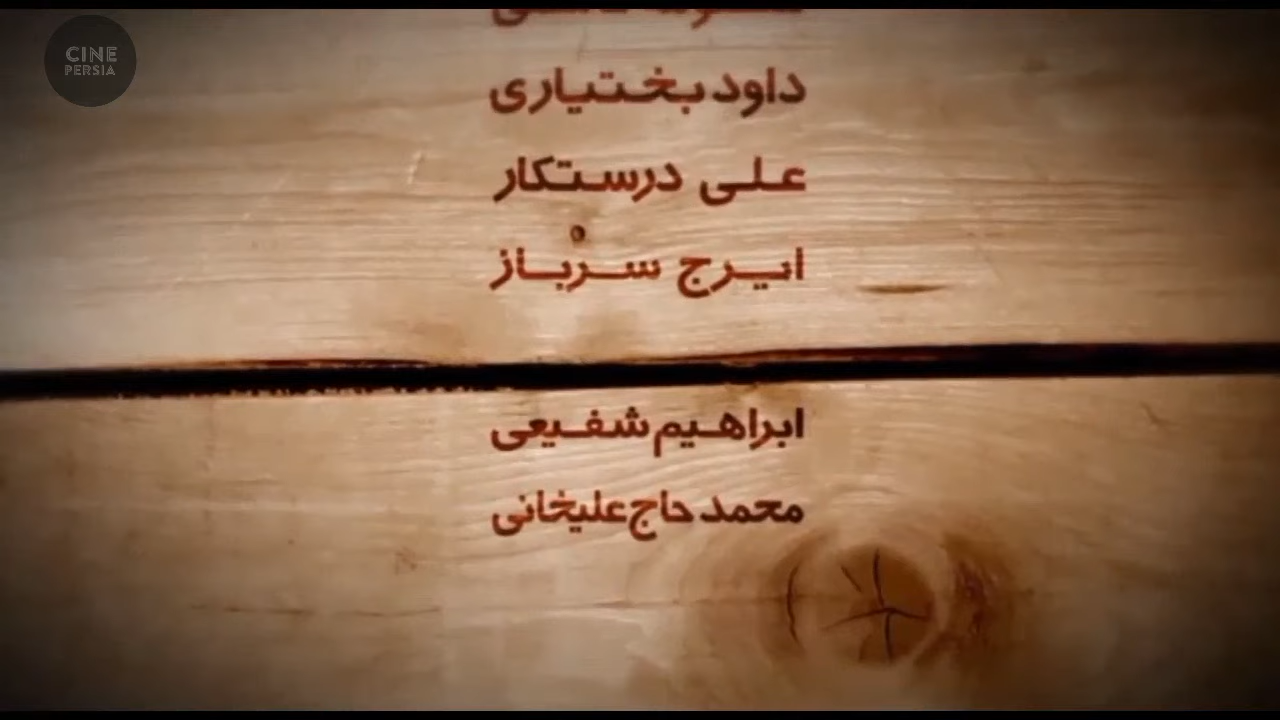 CINE
PERSIA
داود بختیاری
علی درستکار
ایرج سرباز
ابراهیم شفیعی
محمد حاج علیخانی